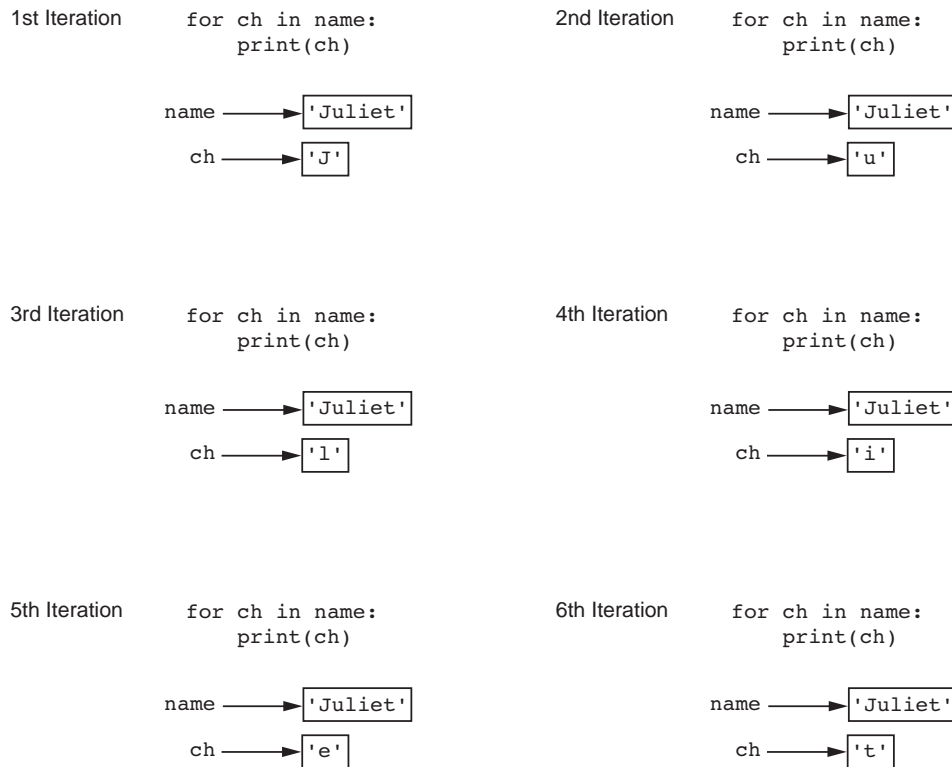 1st Iteration
for ch in name:
print(ch)
name
'Juliet'
ch
'J'
2nd Iteration
for ch in name:
print(ch)
name
'Juliet'
ch
'u'
3rd Iteration
for ch in name:
print(ch)
name
'Juliet'
ch
'l'
4th Iteration
for ch in name:
print(ch)
name
'Juliet'
ch
'i'
5th Iteration
for ch in name:
print(ch)
name
'Juliet'
ch
'e'
6th Iteration
for ch in name:
print(ch)
name
'Juliet'
ch
't'